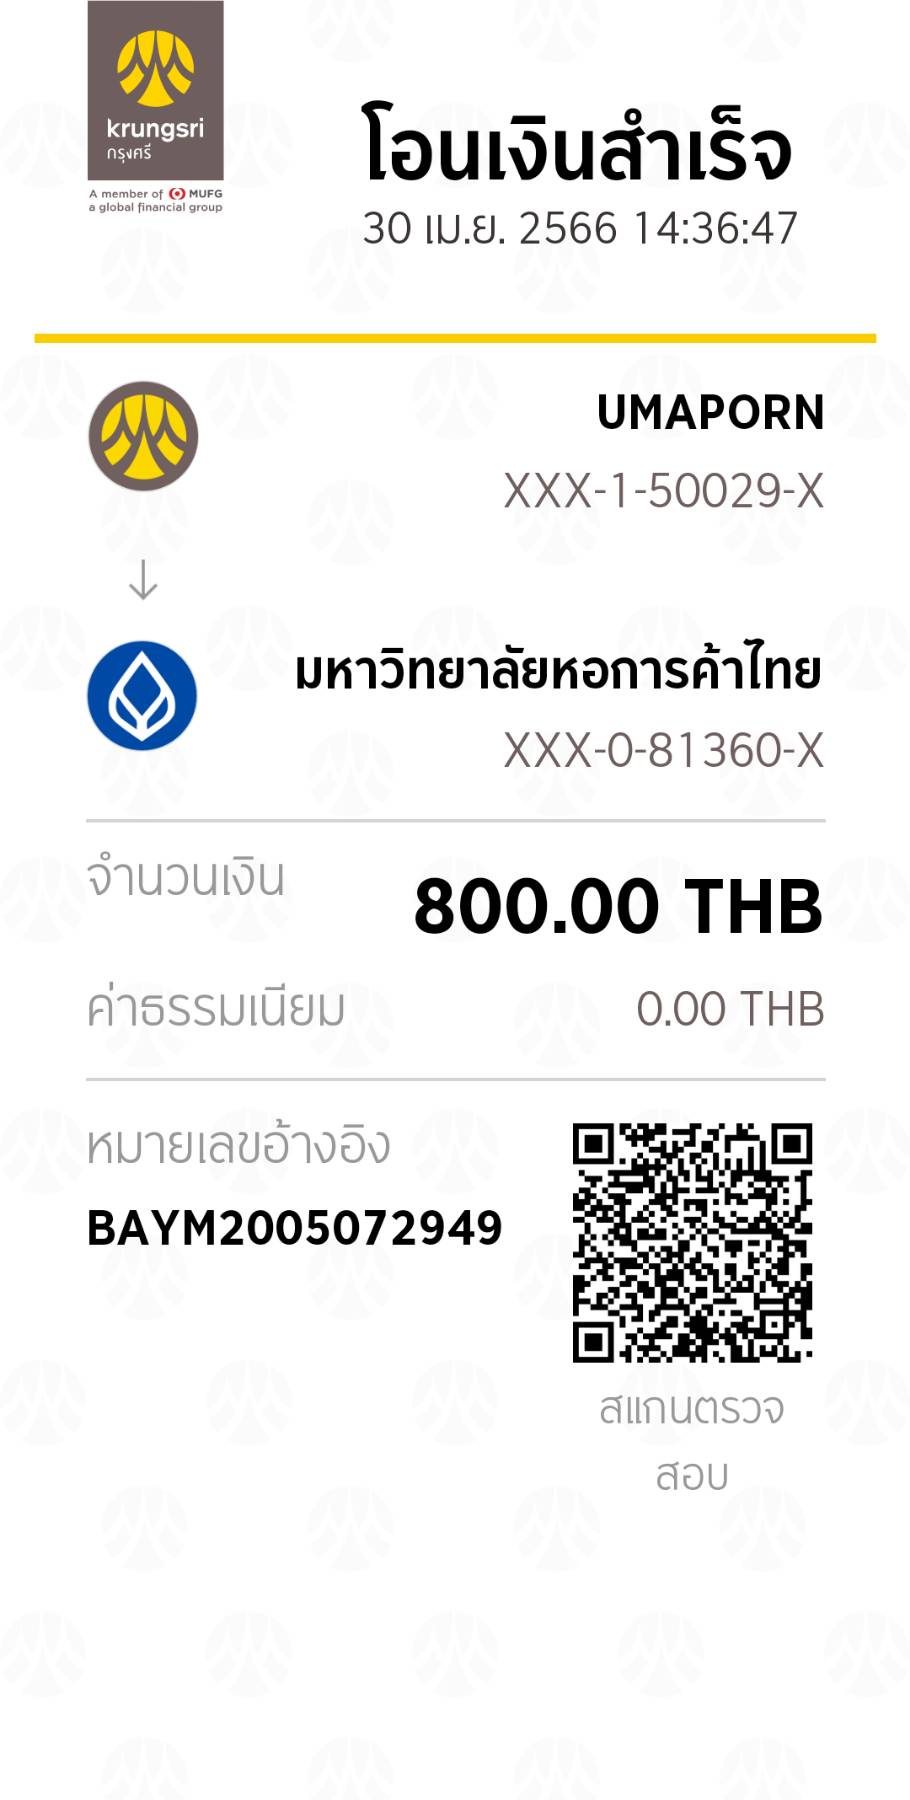 krungsri
กรุงศรี
A member of MUFG
a global financial group
โอนเงินสำเร็จ
30 เม.ย. 2566 14:36:47
UMAPORN
XXX-1-50029-X
มหาวิทยาลัยหอการค้าไทย
XXX-0-81360-X
จำนวนเงิน
800.00 THB
ค่าธรรมเนียม
0.00 THB
หมายเลขอ้างอิง
BAYM2005072949
สแกนตรวจ
สอบ